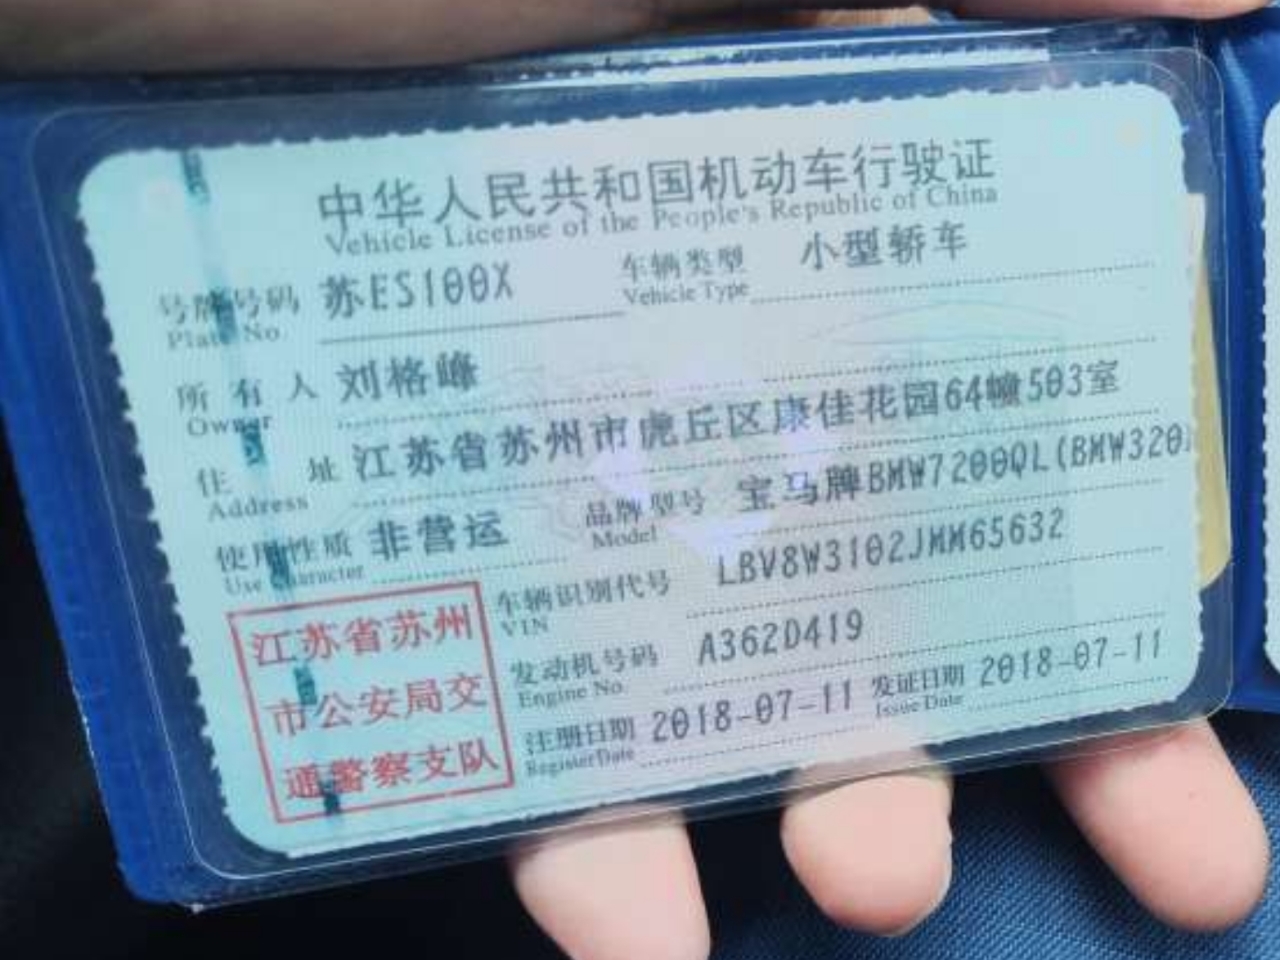 中华人民共和国机动车行驶证
Vehicle License of the People's Republic of China
号牌号码 苏ES100X 车辆类型 小型轿车
Plate No. Vehicle Type
所有人 刘格峰
Owner
住址 江苏省苏州市虎丘区康佳花园64幢503室
Address
使用性质 非营运 品牌型号 宝马牌BMW7200QL(BMW320
Use Character Model
车辆识别代号 LBV8W3102JMM65632
VIN
发动机号码 A362D419
Engine No.
注册日期 2018-07-11 发证日期 2018-07-11
Register Date Issue Date
江苏省苏州
市公安局交
通警察支队